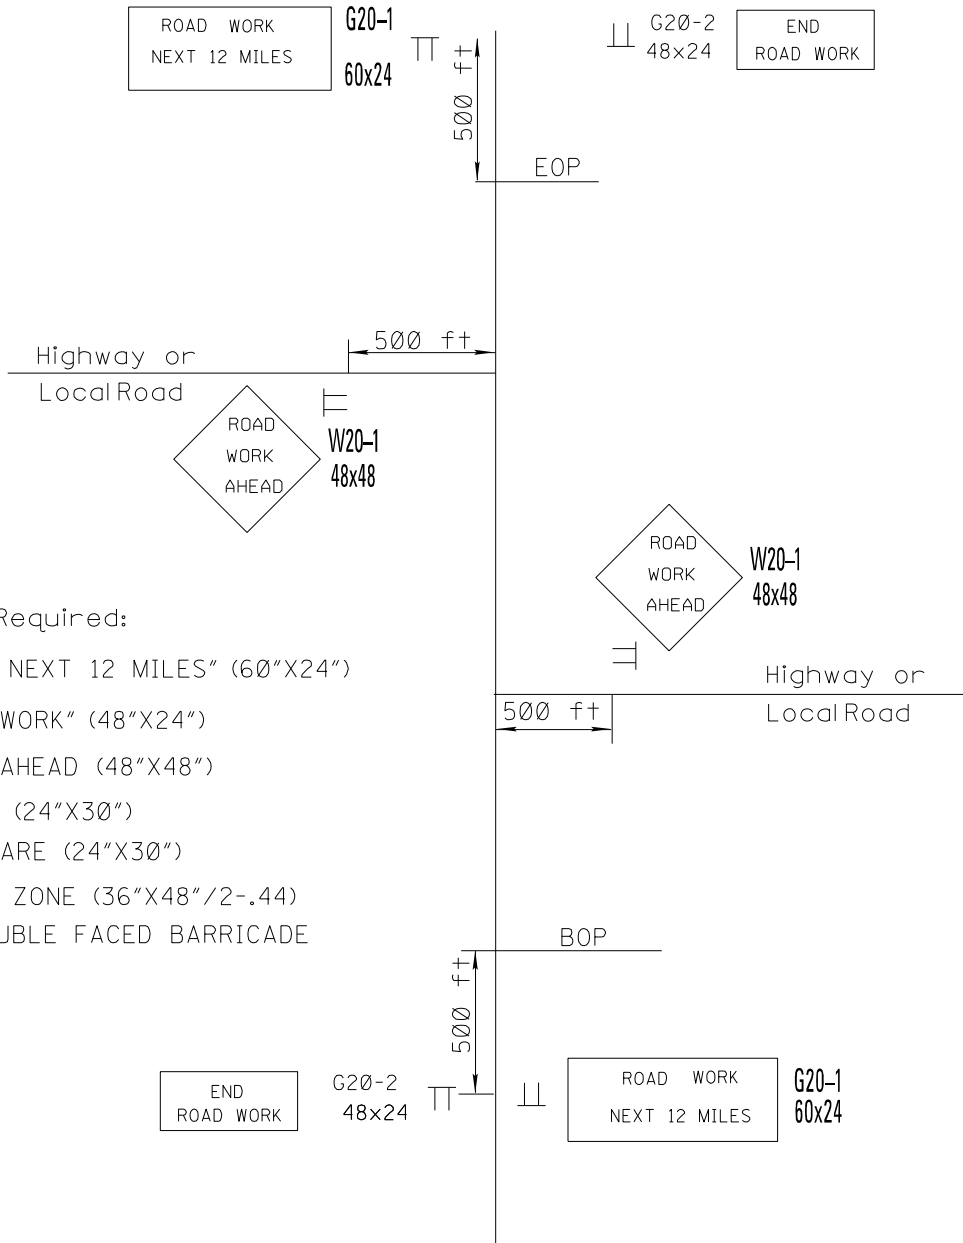 ROAD WORK
NEXT 12 MILES
G20-1
60x24
500 ft
G20-2
48x24
END
ROAD WORK
EOP
500 ft
Highway or
Local Road
ROAD
WORK
AHEAD
W20-1
48x48
ROAD
WORK
AHEAD
W20-1
48x48
Required:
NEXT 12 MILES" (60"X24")
WORK" (48"X24")
AHEAD (48"X48")
(24"X30")
ARE (24"X30")
ZONE (36"X48"/2-.44)
UBLE FACED BARRICADE
Highway or
Local Road
500 ft
BOP
500 ft
END
ROAD WORK
G20-2
48x24
ROAD WORK
NEXT 12 MILES
G20-1
60x24